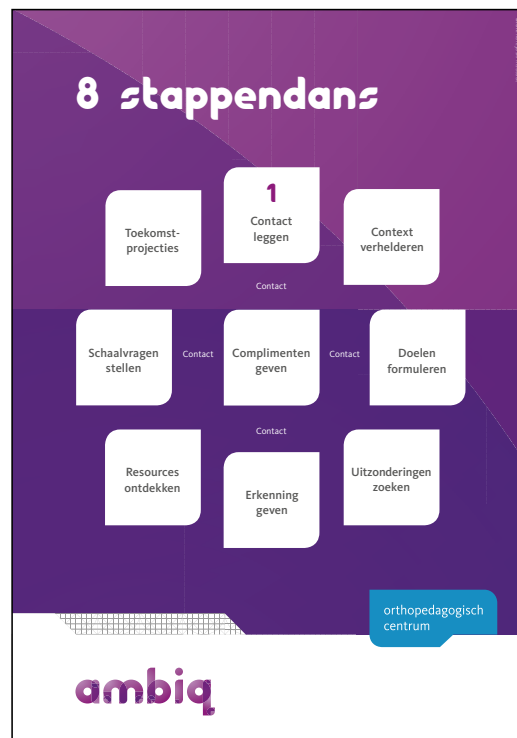 8 stappendans
1
Contact
leggen
Toekomst-
projecties
Context
verhelderen
Contact
Schaalvragen
stellen
Contact
Complimenten
geven
Contact
Doelen
formuleren
Contact
Resources
ontdekken
Erkenning
geven
Uitzonderingen
zoeken
orthopedagogisch
centrum
ambiq